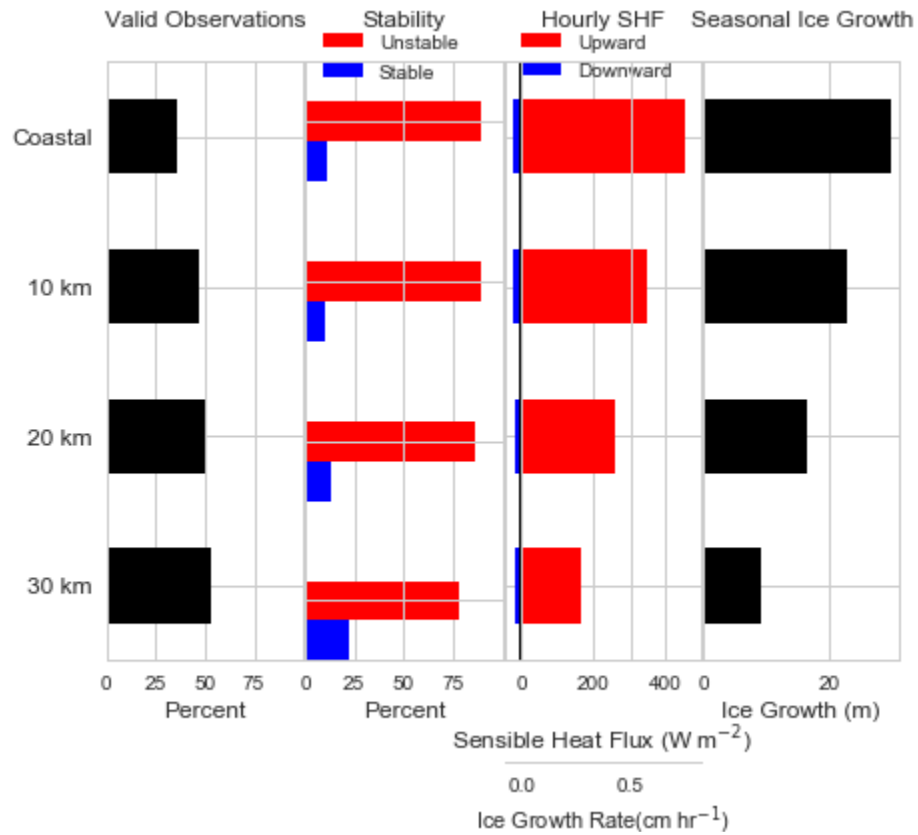 Valid Observations Stability Hourly SHF Seasonal Ice Growth
Unstable Upward
Stable Downward
Coastal
10 km
20 km
30 km
0 25 50 75 0 25 50 75 0 200 400 0 20
Percent Percent Ice Growth (m)
Sensible Heat Flux (W m⁻²)
0.0 0.5
Ice Growth Rate(cm hr⁻¹)